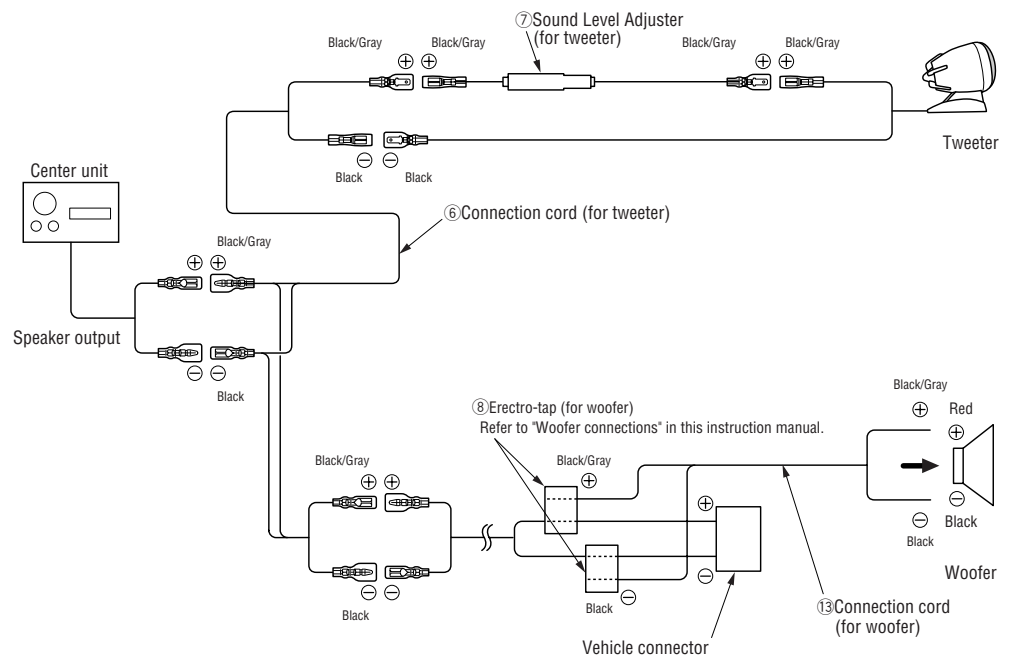 ⑦Sound Level Adjuster
(for tweeter)
Black/Gray
Black/Gray
Black/Gray
Black/Gray
⊕ ⊕
⊕ ⊕
Tweeter
⊖ ⊖
Black
Black
Center unit
⑥Connection cord (for tweeter)
Black/Gray
⊕ ⊕
Speaker output
⊖ ⊖
Black
⑧Erectro-tap (for woofer)
Refer to "Woofer connections" in this instruction manual.
Black/Gray
⊕
Red
⊕
Black/Gray
⊕ ⊕
Black/Gray
⊕
⊕
⊖
Black
⊖
Black
Woofer
⊖ ⊖
Black
Black
⊖
⊖
⑬Connection cord
(for woofer)
Vehicle connector